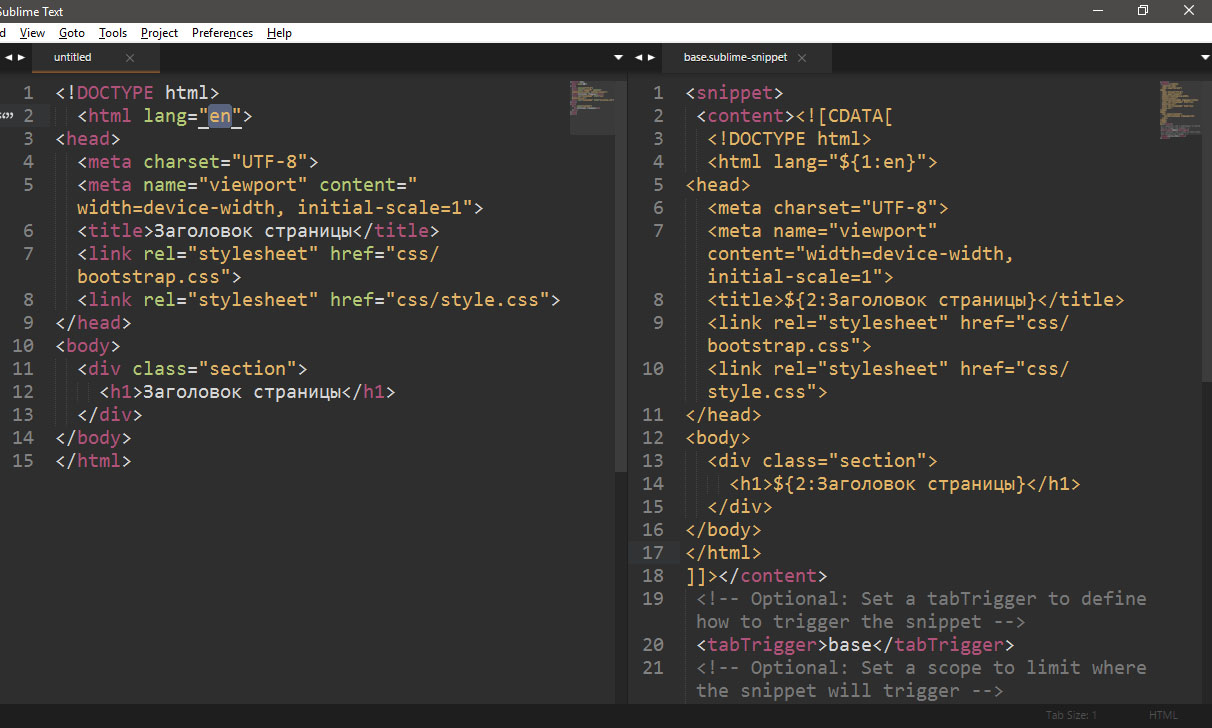 Sublime Text
d View Goto Tools Project Preferences Help
untitled
base.sublime-snippet
1 <!DOCTYPE html>
2 <html lang="en">
3 <head>
4 <meta charset="UTF-8">
5 <meta name="viewport" content="
width=device-width, initial-scale=1">
6 <title>Заголовок страницы</title>
7 <link rel="stylesheet" href="css/
bootstrap.css">
8 <link rel="stylesheet" href="css/style.css">
9 </head>
10 <body>
11 <div class="section">
12 <h1>Заголовок страницы</h1>
13 </div>
14 </body>
15 </html>
1 <snippet>
2 <content><![CDATA[
3 <!DOCTYPE html>
4 <html lang="${1:en}">
5 <head>
6 <meta charset="UTF-8">
7 <meta name="viewport"
content="width=device-width,
initial-scale=1">
8 <title>${2:Заголовок страницы}</title>
9 <link rel="stylesheet" href="css/
bootstrap.css">
10 <link rel="stylesheet" href="css/
style.css">
11 </head>
12 <body>
13 <div class="section">
14 <h1>${2:Заголовок страницы}</h1>
15 </div>
16 </body>
17 </html>
18 ]]></content>
19 <!-- Optional: Set a tabTrigger to define
how to trigger the snippet -->
20 <tabTrigger>base</tabTrigger>
21 <!-- Optional: Set a scope to limit where
the snippet will trigger -->
Tab Size: 1 HTML